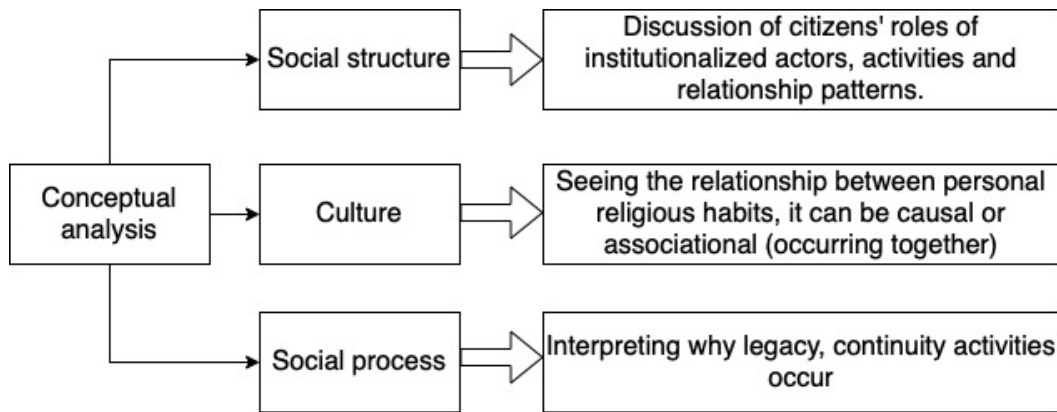 Social structure
Discussion of citizens' roles of
institutionalized actors, activities and
relationship patterns.
Conceptual
analysis
Culture
Seeing the relationship between personal
religious habits, it can be causal or
associational (occurring together)
Social process
Interpreting why legacy, continuity activities
occur